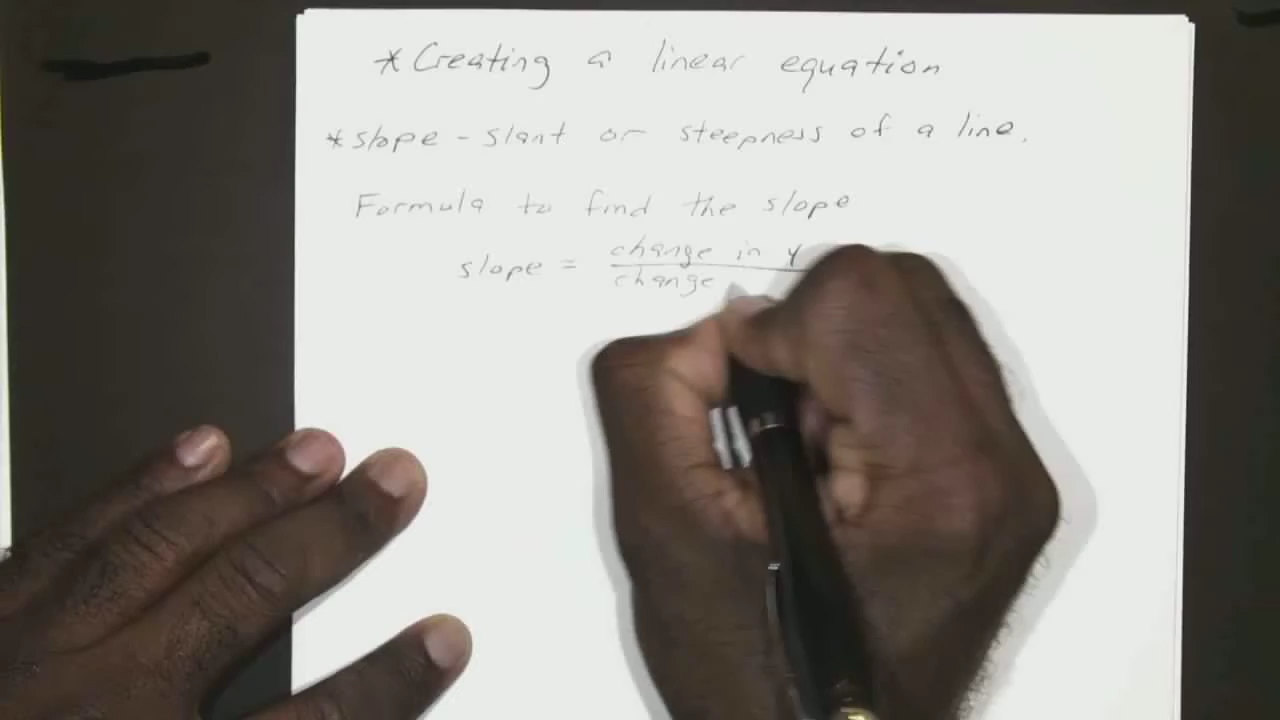 *Creating a linear equation
*slope - slant or steepness of a line.
Formula to find the slope
slope = change in y
change